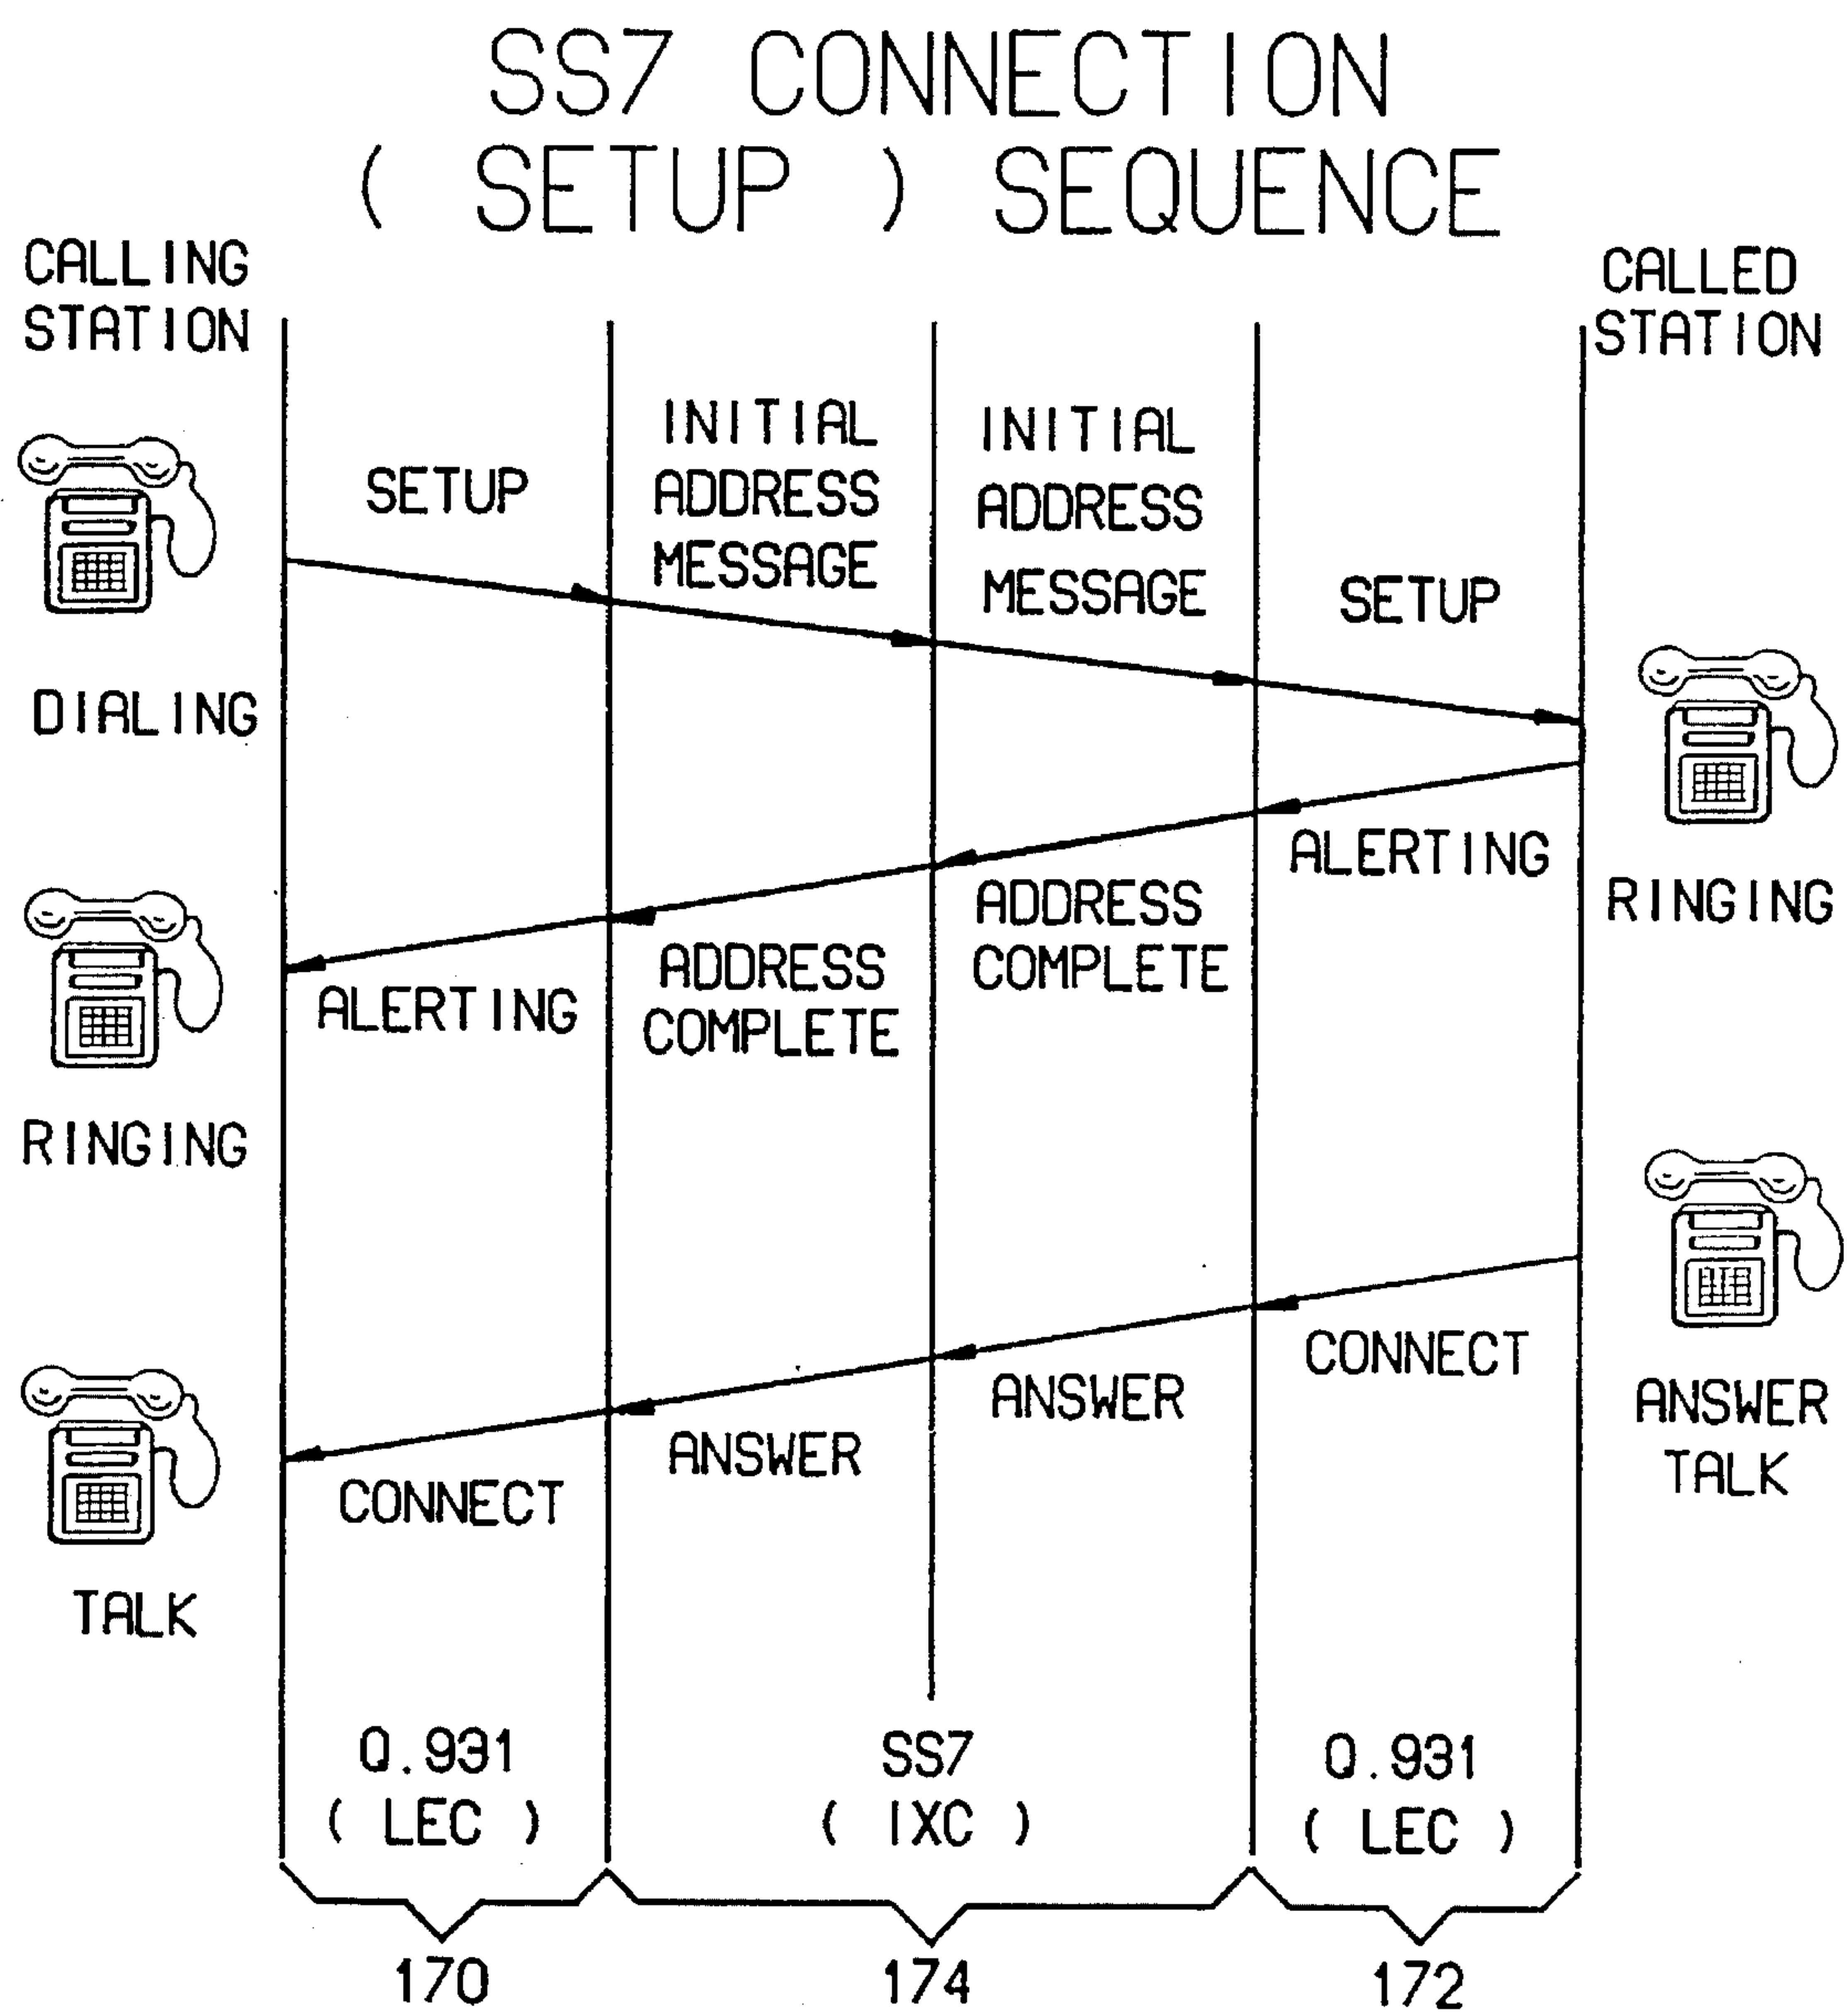 SS7 CONNECTION
( SETUP ) SEQUENCE
CALLING
STATION
CALLED
STATION
SETUP
INITIAL
ADDRESS
MESSAGE
INITIAL
ADDRESS
MESSAGE
SETUP
DIALING
ALERTING
RINGING
ADDRESS
COMPLETE
ADDRESS
COMPLETE
ALERTING
RINGING
CONNECT
ANSWER
TALK
ANSWER
ANSWER
CONNECT
TALK
Q.931
( LEC )
SS7
( IXC )
Q.931
( LEC )
170
174
172